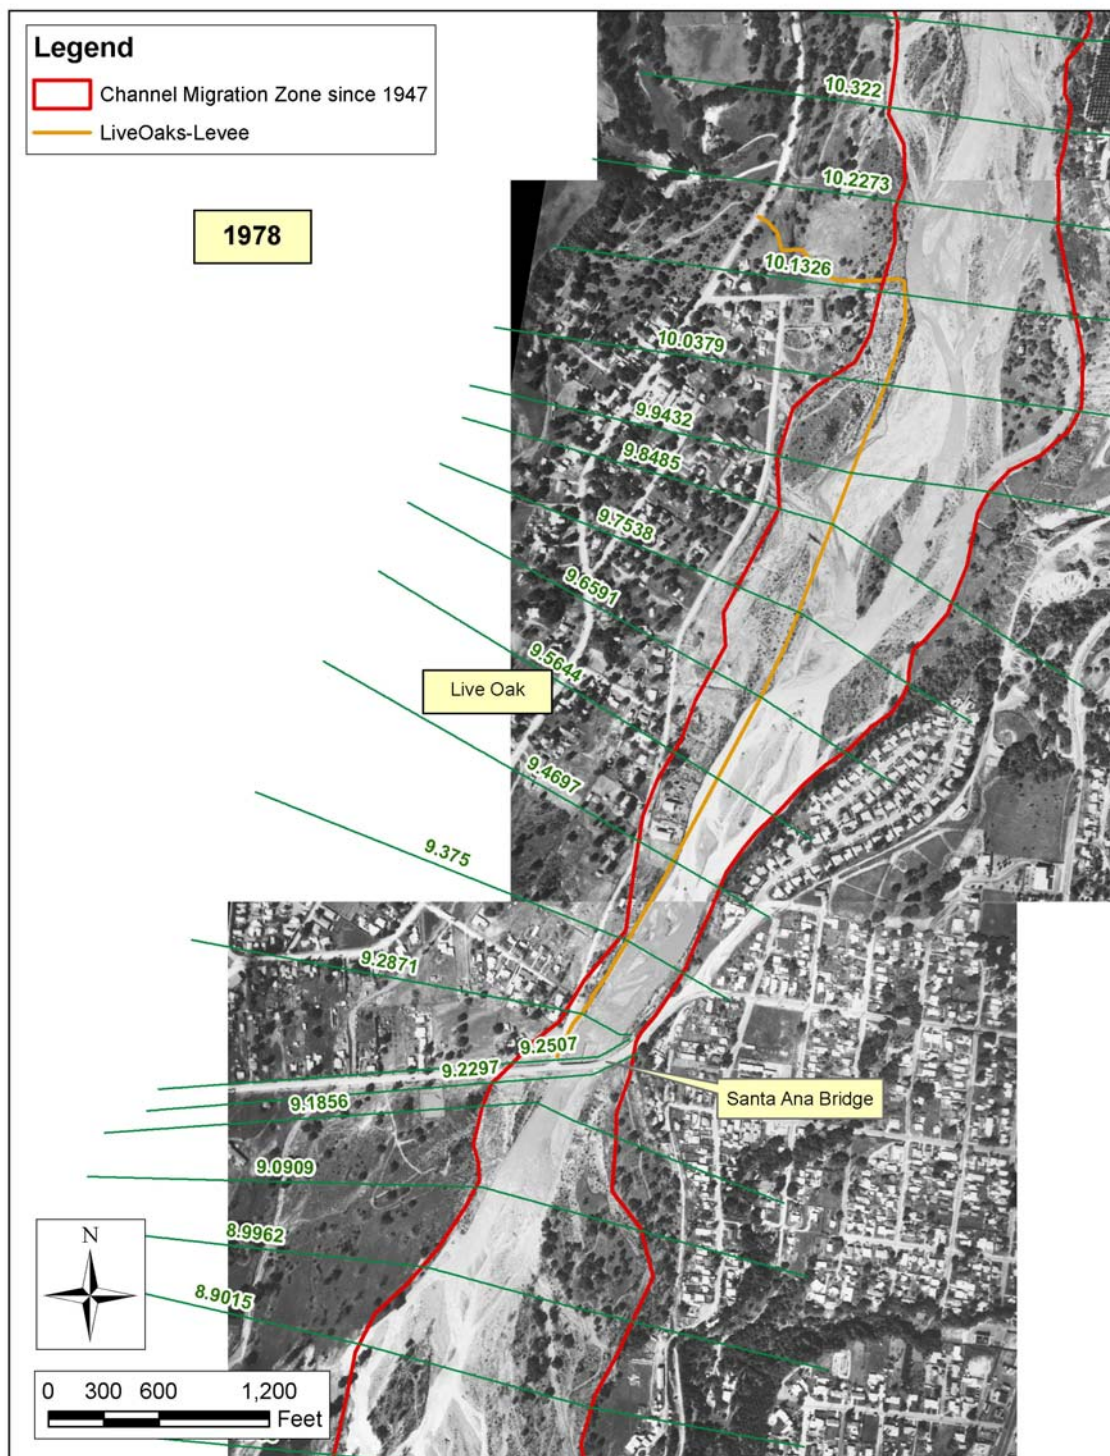 Legend
Channel Migration Zone since 1947
LiveOaks-Levee
1978
10.322
10.2273
10.1326
10.0379
9.9432
9.8485
9.7538
9.6591
9.5644
Live Oak
9.4697
9.375
9.2871
9.2507
9.2297
9.1856
Santa Ana Bridge
9.0909
8.9962
8.9015
N
0 300 600 1,200
Feet